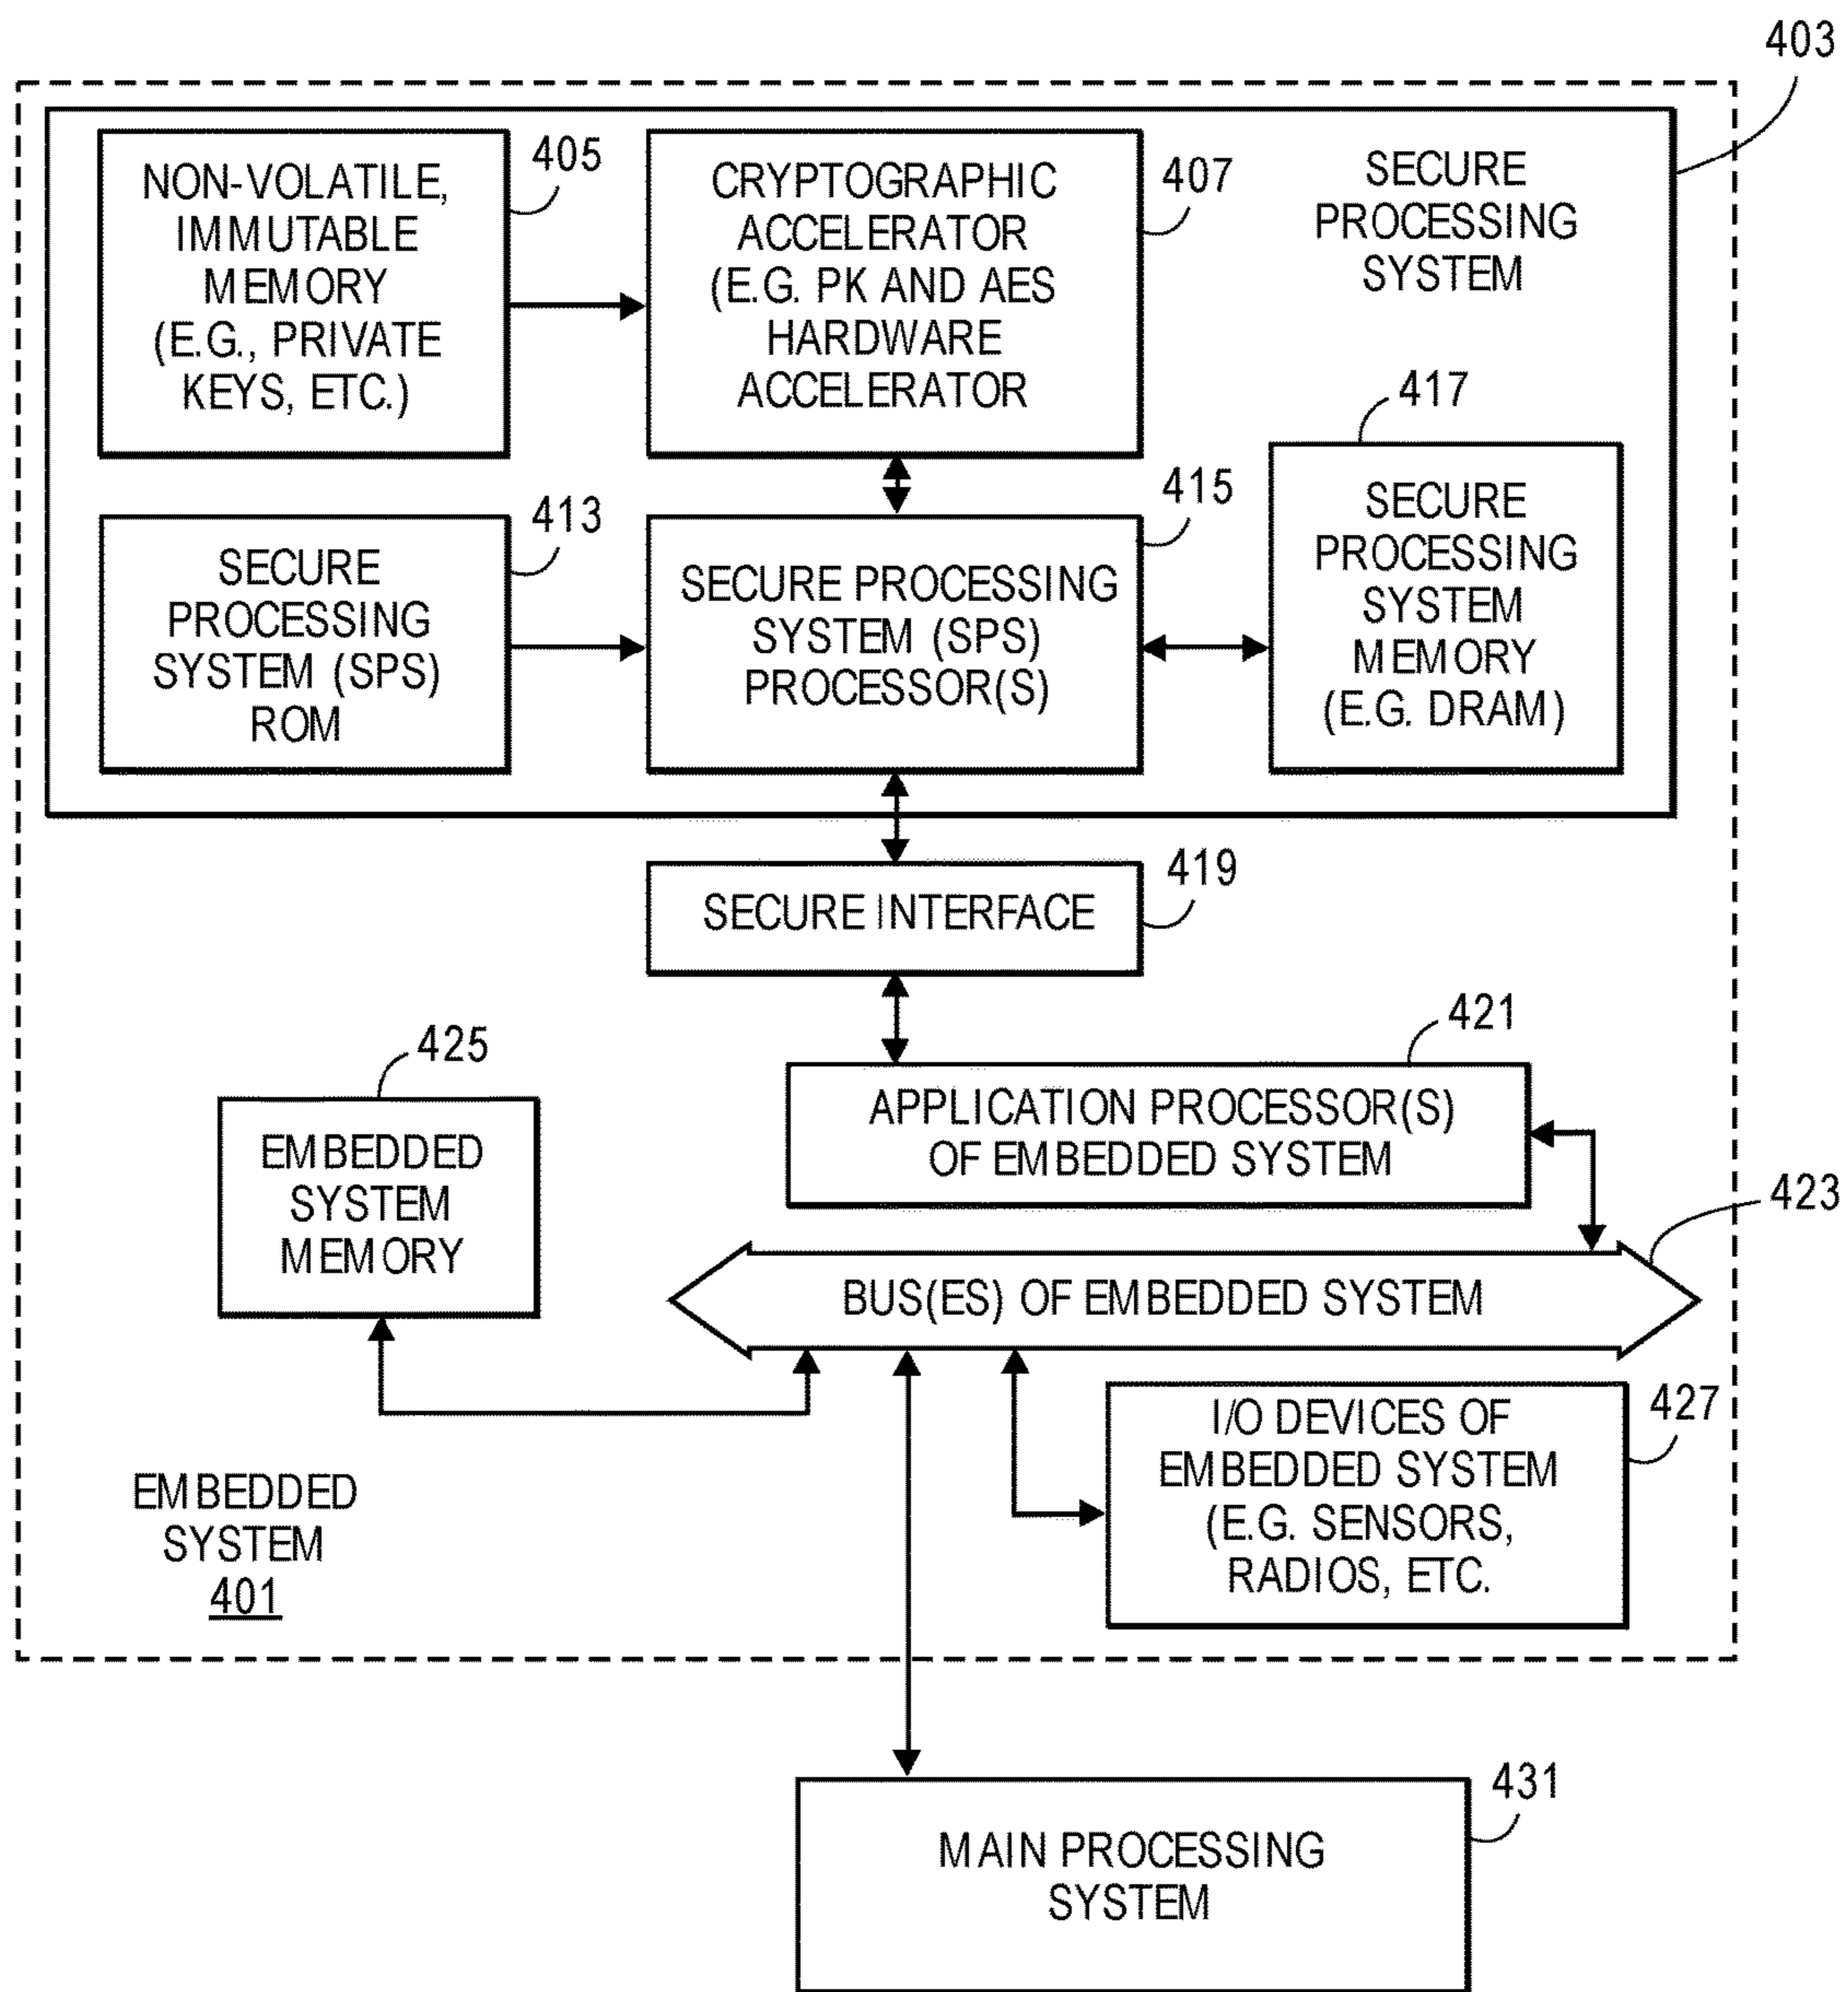 403
NON-VOLATILE,
IMMUTABLE
MEMORY
(E.G., PRIVATE
KEYS, ETC.)
405
CRYPTOGRAPHIC
ACCELERATOR
(E.G. PK AND AES
HARDWARE
ACCELERATOR
407
SECURE
PROCESSING
SYSTEM
SECURE
PROCESSING
SYSTEM (SPS)
ROM
413
SECURE PROCESSING
SYSTEM (SPS)
PROCESSOR(S)
415
417
SECURE
PROCESSING
SYSTEM
MEMORY
(E.G. DRAM)
SECURE INTERFACE
419
421
APPLICATION PROCESSOR(S)
OF EMBEDDED SYSTEM
425
EMBEDDED
SYSTEM
MEMORY
423
BUS(ES) OF EMBEDDED SYSTEM
I/O DEVICES OF
EMBEDDED SYSTEM
(E.G. SENSORS,
RADIOS, ETC.
427
EMBEDDED
SYSTEM
401
MAIN PROCESSING
SYSTEM
431